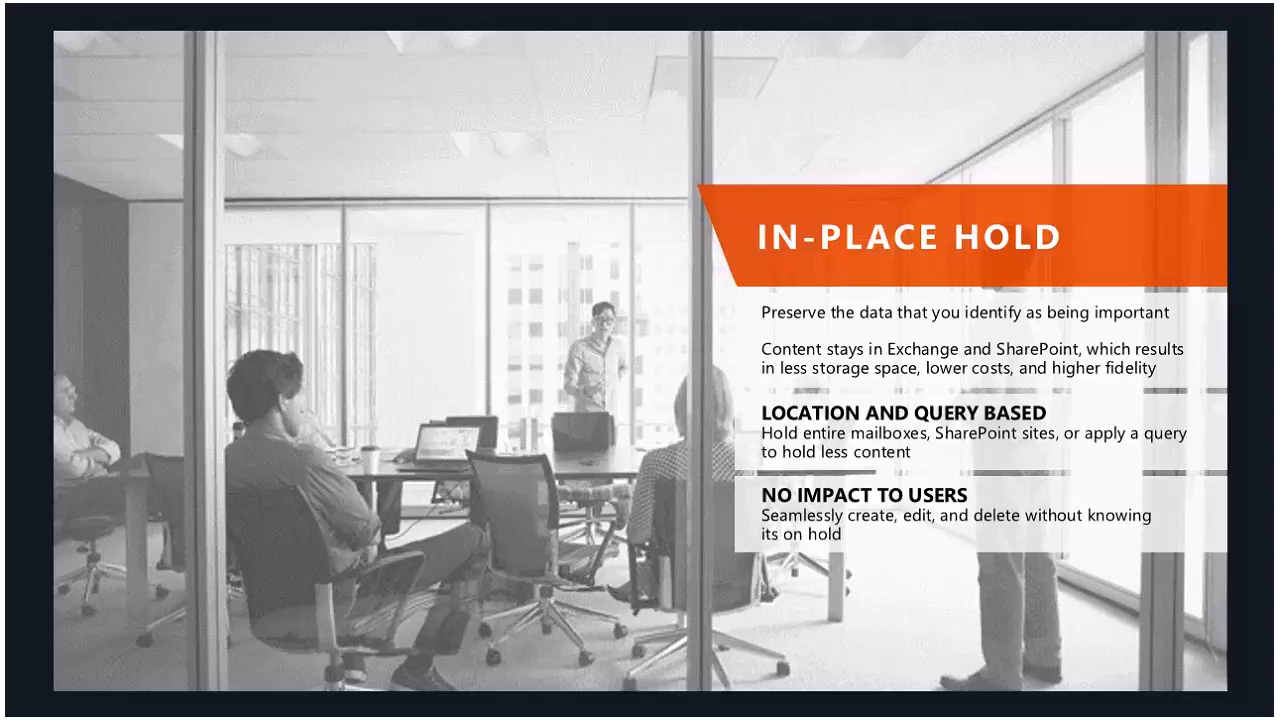 IN-PLACE HOLD
Preserve the data that you identify as being important
Content stays in Exchange and SharePoint, which results
in less storage space, lower costs, and higher fidelity
LOCATION AND QUERY BASED
Hold entire mailboxes, SharePoint sites, or apply a query
to hold less content
NO IMPACT TO USERS
Seamlessly create, edit, and delete without knowing
its on hold